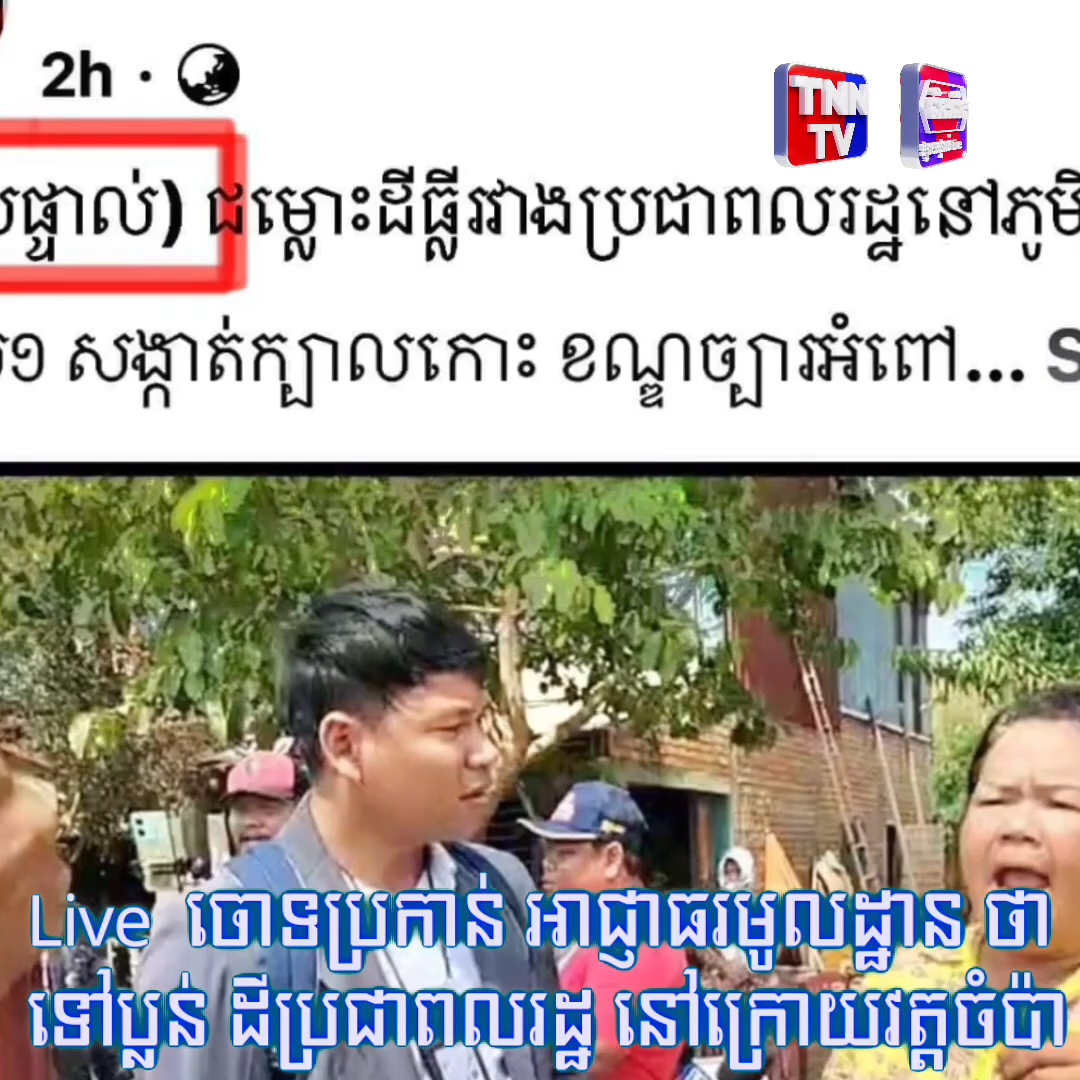 2h ·
TNN
TV
ផ្ទាល់) ជម្លោះដីធ្លីរវាងប្រជាពលរដ្ឋនៅភូមិ
១ សង្កាត់ក្បាលកោះ ខណ្ឌច្បារអំពៅ... S
Live ចោទប្រកាន់ អាជ្ញាធរមូលដ្ឋាន ថា
ទៅប្លន់ ដីប្រជាពលរដ្ឋ នៅក្រោយវត្តចំប៉ា